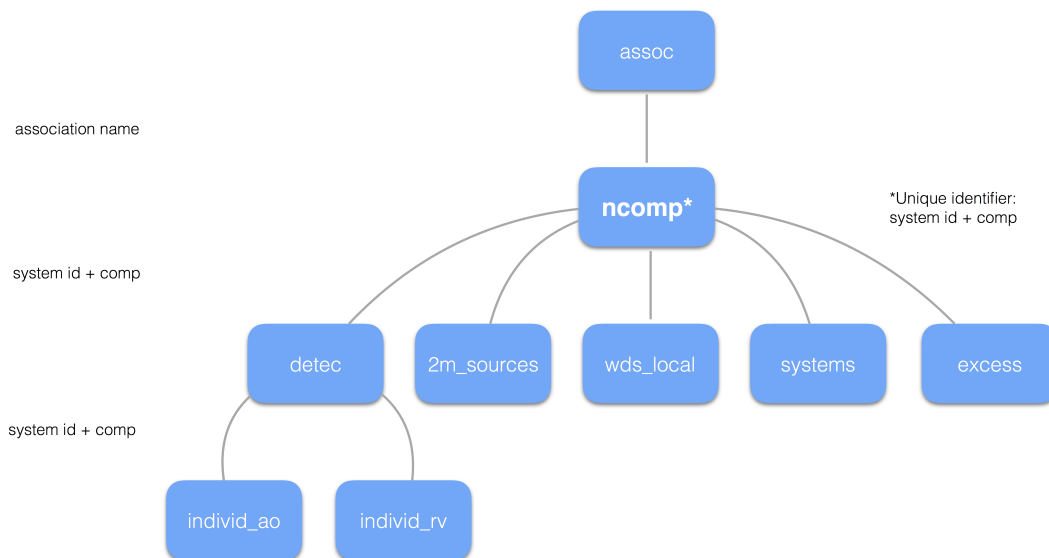 assoc
association name
ncomp*
*Unique identifier:
system id + comp
system id + comp
detec
2m_sources
wds_local
systems
excess
system id + comp
individ_ao
individ_rv